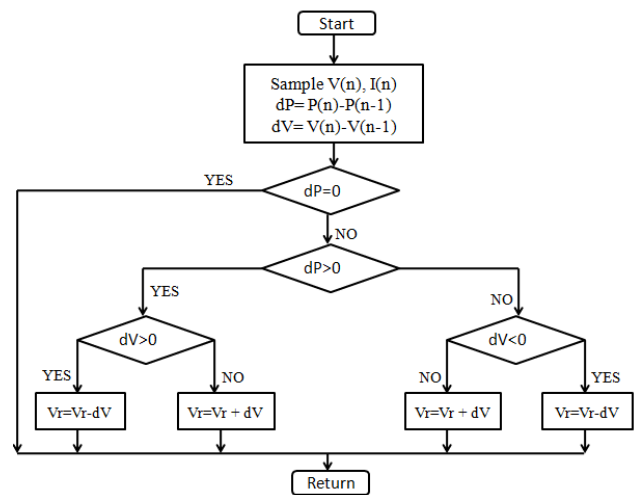 Start
Sample V(n), I(n)
dP= P(n)-P(n-1)
dV= V(n)-V(n-1)
YES
dP=0
NO
dP>0
YES
NO
dV>0
dV<0
YES
NO
NO
YES
Vr=Vr-dV
Vr=Vr + dV
Vr=Vr + dV
Vr=Vr-dV
Return